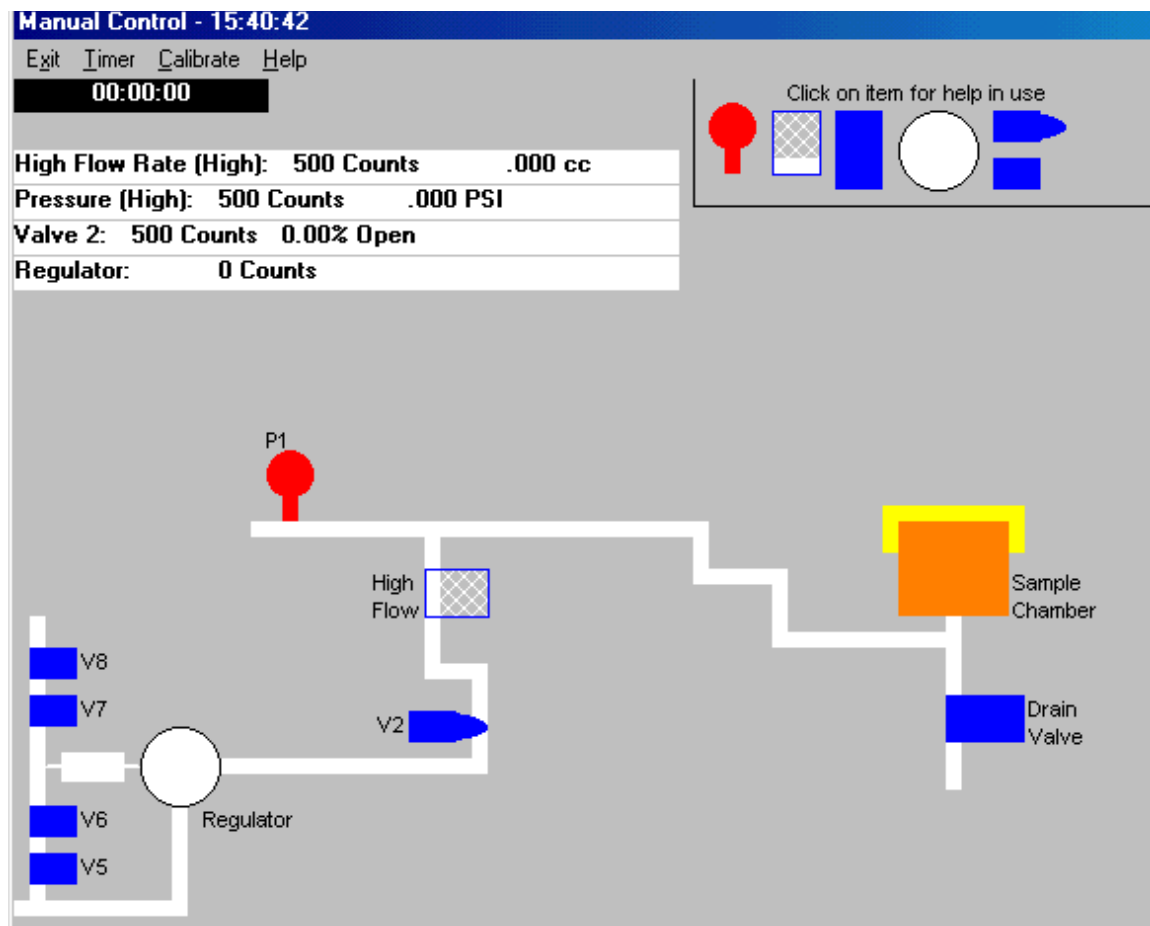 Manual Control - 15:40:42
Exit Timer Calibrate Help
00:00:00
Click on item for help in use
High Flow Rate (High): 500 Counts .000 cc
Pressure (High): 500 Counts .000 PSI
Valve 2: 500 Counts 0.00% Open
Regulator: 0 Counts
P1
High
Flow
Sample
Chamber
V8
V7
V2
Drain
Valve
V6
Regulator
V5